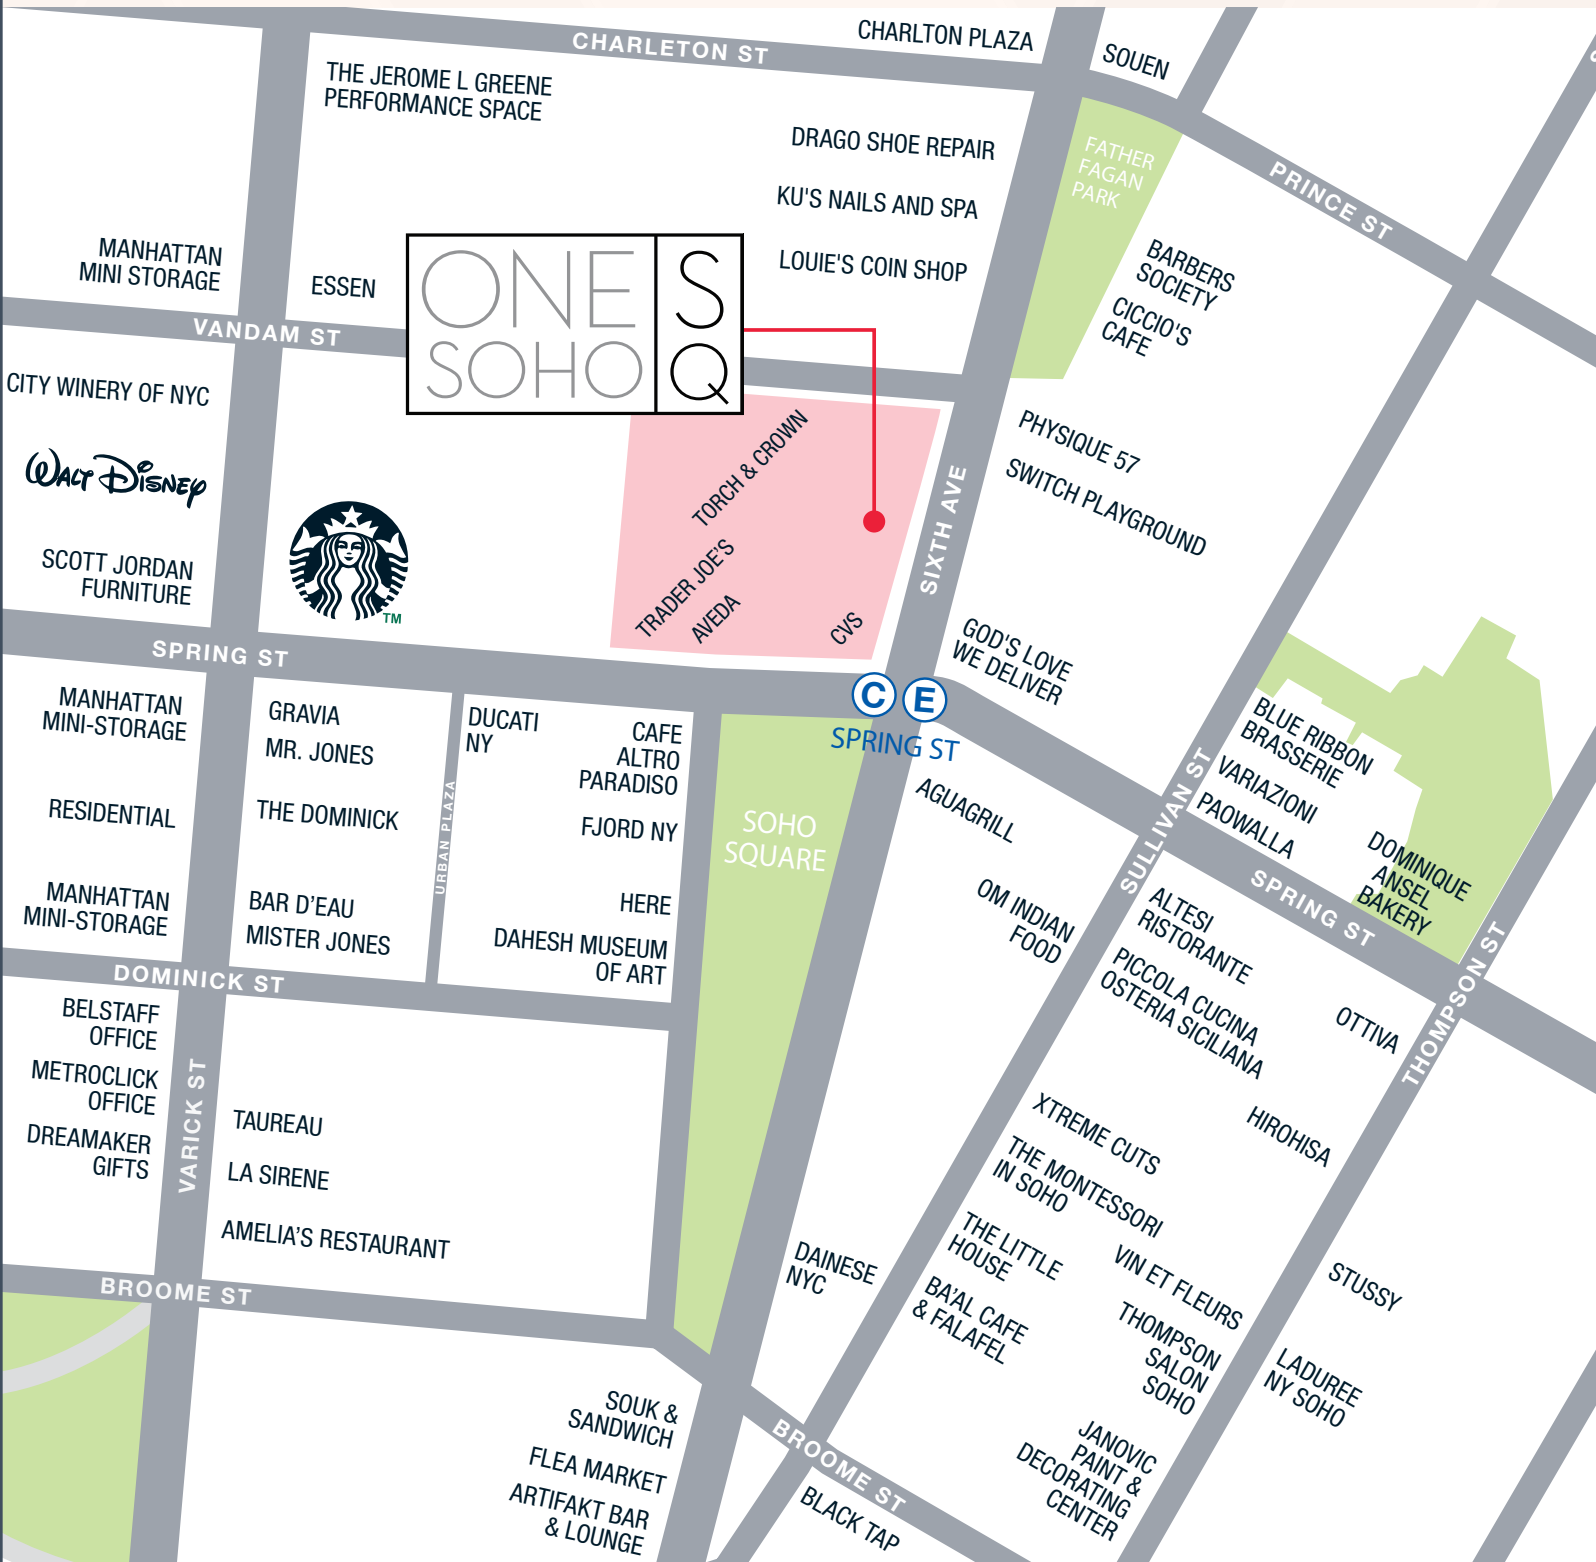 CHARLETON ST
CHARLTON PLAZA
SOUEN
THE JEROME L GREENE
PERFORMANCE SPACE
DRAGO SHOE REPAIR
KU'S NAILS AND SPA
LOUIE'S COIN SHOP
FATHER
FAGAN
PARK
PRINCE ST
MANHATTAN
MINI STORAGE
ESSEN
ONE
SOHO
S
Q
BARBERS
SOCIETY
CICCIO'S
CAFE
VANDAM ST
CITY WINERY OF NYC
WALT DISNEY
SCOTT JORDAN
FURNITURE
TM
TORCH & CROWN
TRADER JOE'S
AVEDA
CVS
SIXTH AVE
PHYSIQUE 57
SWITCH PLAYGROUND
GOD'S LOVE
WE DELIVER
SPRING ST
C
E
SPRING ST
MANHATTAN
MINI-STORAGE
GRAVIA
MR. JONES
DUCATI
NY
CAFE
ALTRO
PARADISO
URBAN PLAZA
RESIDENTIAL
THE DOMINICK
FJORD NY
SOHO
SQUARE
AGUAGRILL
SULLIVAN ST
BLUE RIBBON
BRASSERIE
VARIAZIONI
PAOWALLA
DOMINIQUE
ANSEL
BAKERY
SPRING ST
MANHATTAN
MINI-STORAGE
BAR D'EAU
MISTER JONES
HERE
DAHESH MUSEUM
OF ART
OM INDIAN
FOOD
ALTESI
RISTORANTE
PICCOLA CUCINA
OSTERIA SICILIANA
OTTIVA
THOMPSON ST
DOMINICK ST
BELSTAFF
OFFICE
METROCLICK
OFFICE
DREAMAKER
GIFTS
VARICK ST
TAUREAU
LA SIRENE
AMELIA'S RESTAURANT
XTREME CUTS
HIROHISA
THE MONTESSORI
IN SOHO
THE LITTLE
HOUSE
VIN ET FLEURS
DAINESE
NYC
BA'AL CAFE
& FALAFEL
THOMPSON
SALON
SOHO
STUSSY
LADUREE
NY SOHO
BROOME ST
SOUK &
SANDWICH
FLEA MARKET
ARTIFAKT BAR
& LOUNGE
BROOME ST
BLACK TAP
JANOVIC
PAINT &
DECORATING
CENTER